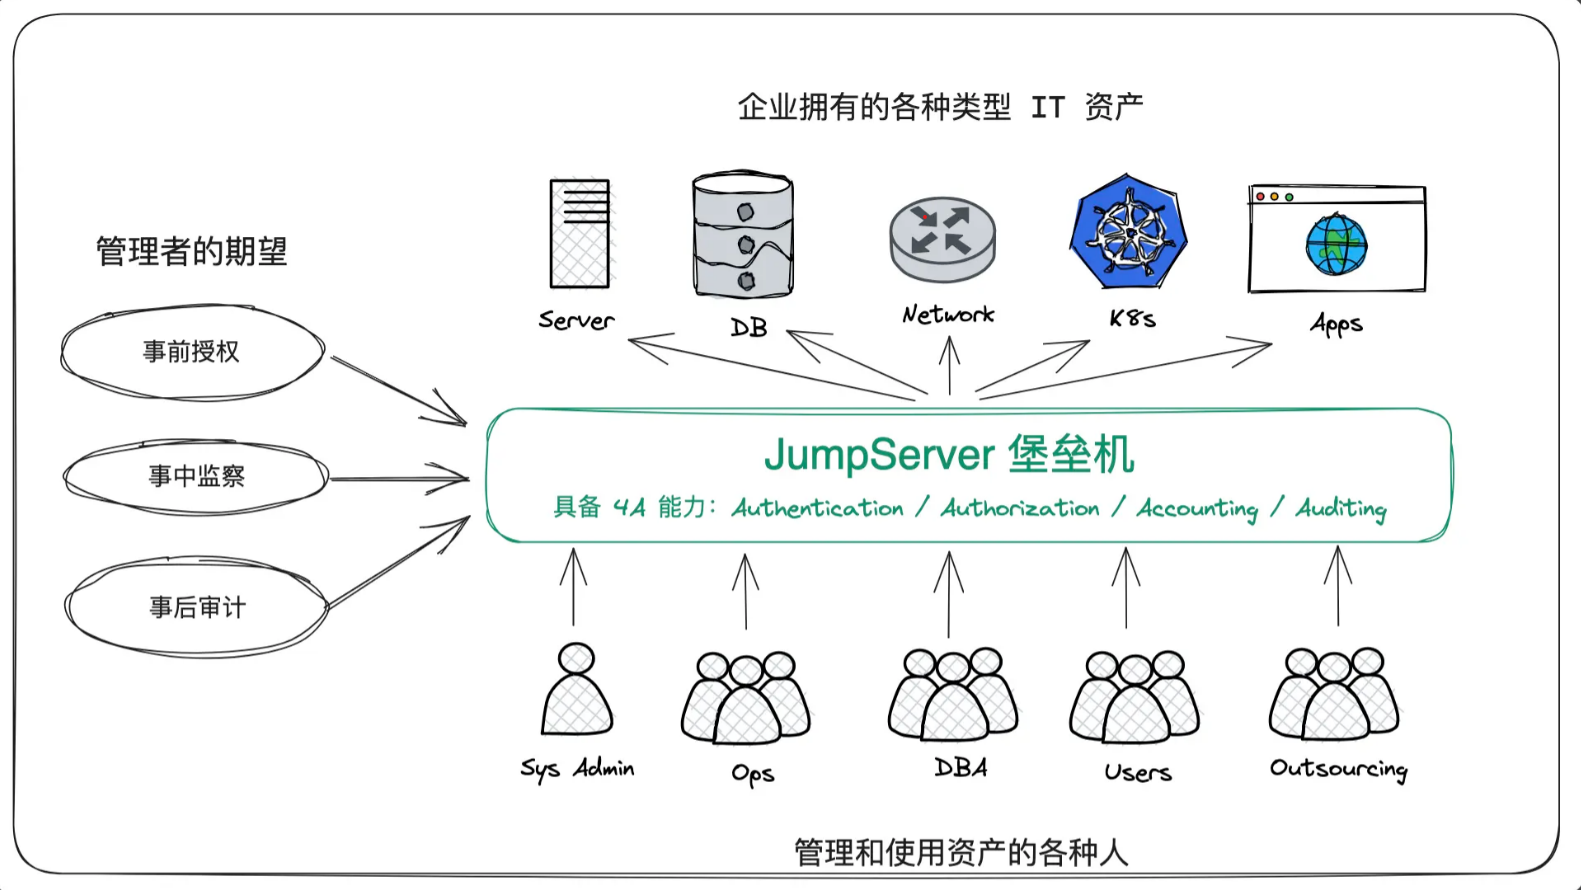 企业拥有的各种类型 IT 资产
管理者的期望
事前授权
事中监察
事后审计
Server
DB
Network
K8s
Apps
JumpServer 堡垒机
具备 4A 能力: Authentication / Authorization / Accounting / Auditing
Sys Admin
Ops
DBA
Users
Outsourcing
管理和使用资产的各种人